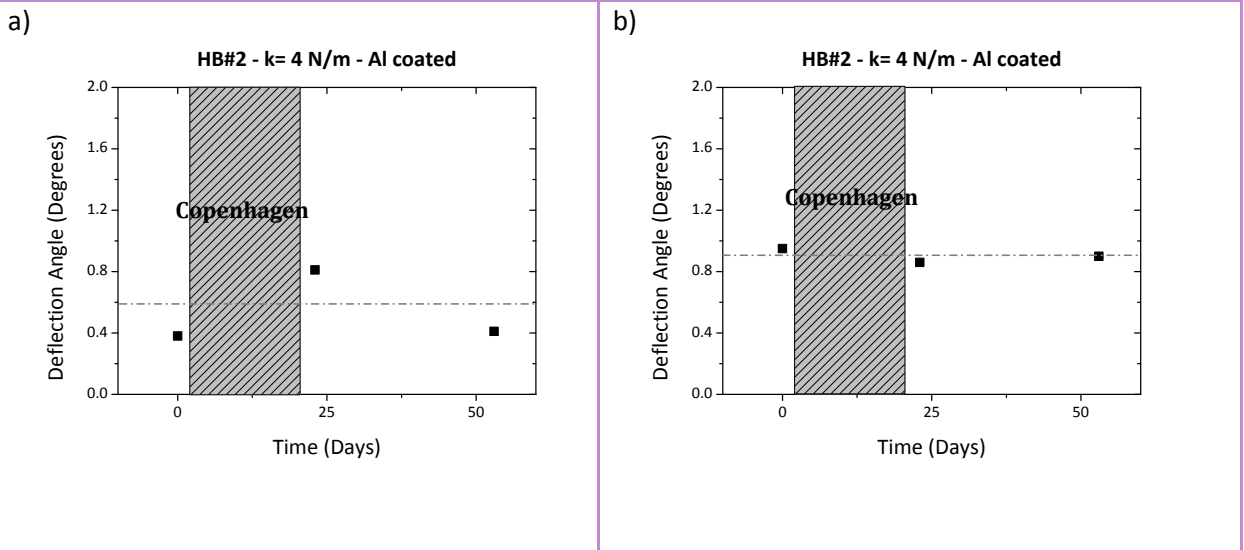 a)
HB#2 - k= 4 N/m - Al coated
2.0
1.6
1.2
0.8
0.4
0.0
Deflection Angle (Degrees)
Copenhagen
0
25
50
Time (Days)
b)
HB#2 - k= 4 N/m - Al coated
2.0
1.6
1.2
0.8
0.4
0.0
Deflection Angle (Degrees)
Copenhagen
0
25
50
Time (Days)